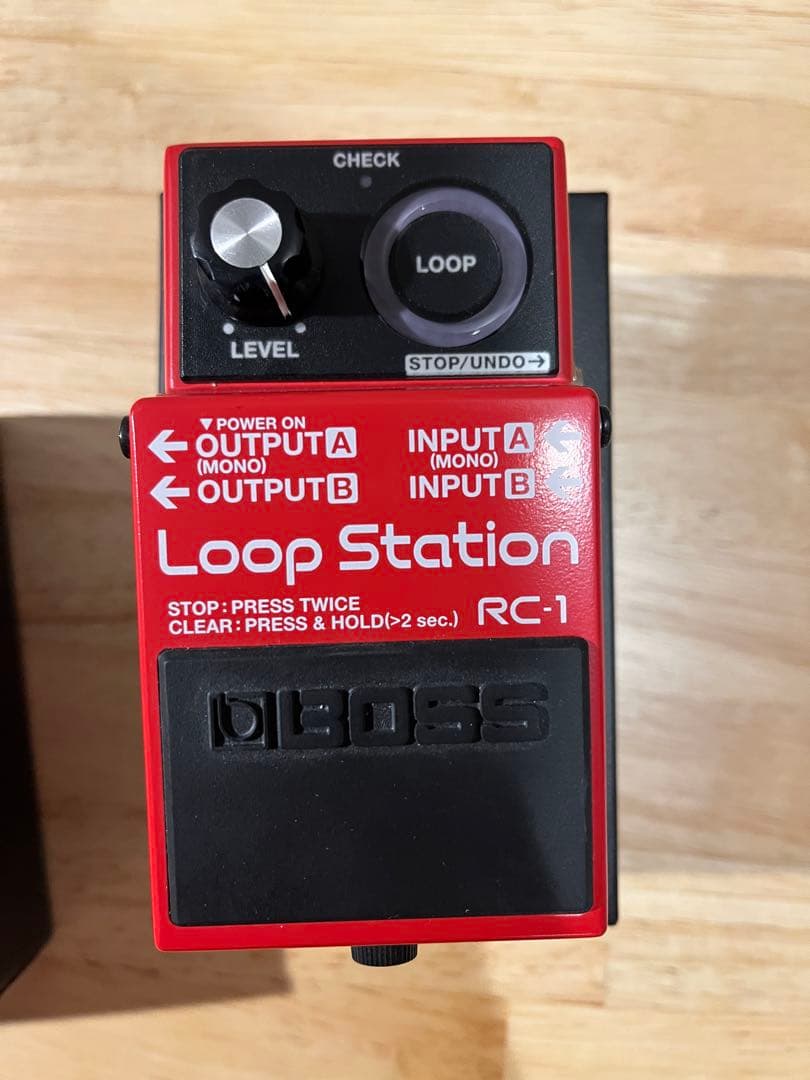 CHECK
LOOP
LEVEL
STOP/UNDO→
▼POWER ON
←OUTPUT A
(MONO)
←OUTPUT B
INPUT A←
(MONO)
INPUT B←
Loop Station
STOP:PRESS TWICE
CLEAR:PRESS & HOLD(>2 sec.)
RC-1
BOSS